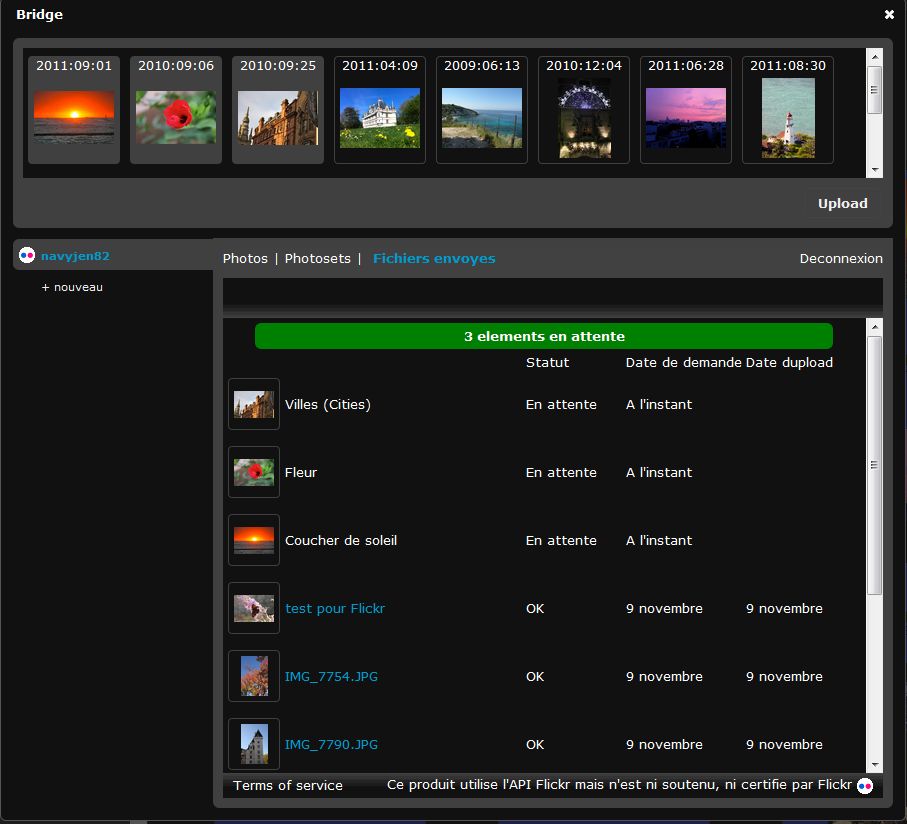 Bridge
2011:09:01 2010:09:06 2010:09:25 2011:04:09 2009:06:13 2010:12:04 2011:06:28 2011:08:30
Upload
navyjen82
+ nouveau
Photos | Photosets | Fichiers envoyes Deconnexion
3 elements en attente
Statut Date de demande Date dupload
Villes (Cities) En attente A l'instant
Fleur En attente A l'instant
Coucher de soleil En attente A l'instant
test pour Flickr OK 9 novembre 9 novembre
IMG_7754.JPG OK 9 novembre 9 novembre
IMG_7790.JPG OK 9 novembre 9 novembre
Terms of service Ce produit utilise l'API Flickr mais n'est ni soutenu, ni certifie par Flickr